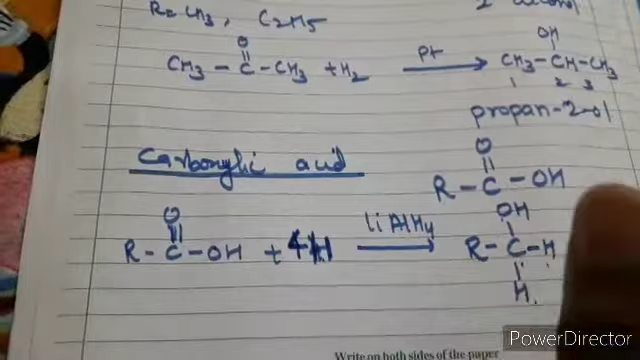 R=CH3, C2H5
O
CH3 - C - CH3 + H2 Pt CH3 - CH - CH3
OH
1 2 3
propan-2-ol
Carboxylic acid
O
R - C - OH
O
R - C - OH + 4H LiAlH4 R - C - H
OH
H.
Write on both sides of the paper
PowerDirector